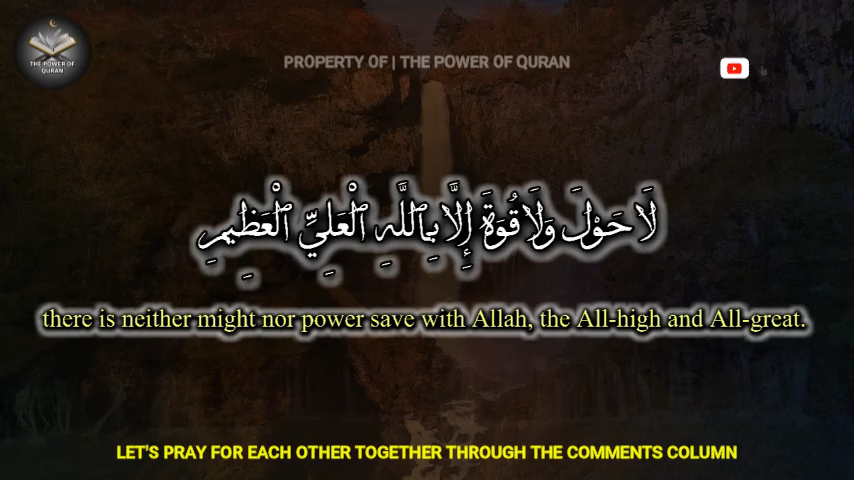 THE POWER OF
QURAN
PROPERTY OF | THE POWER OF QURAN
لَا حَوْلَ وَلَا قُوَّةَ إِلَّا بِٱللَّهِ ٱلْعَلِيِّ ٱلْعَظِيمِ
there is neither might nor power save with Allah, the All-high and All-great.
LET'S PRAY FOR EACH OTHER TOGETHER THROUGH THE COMMENTS COLUMN